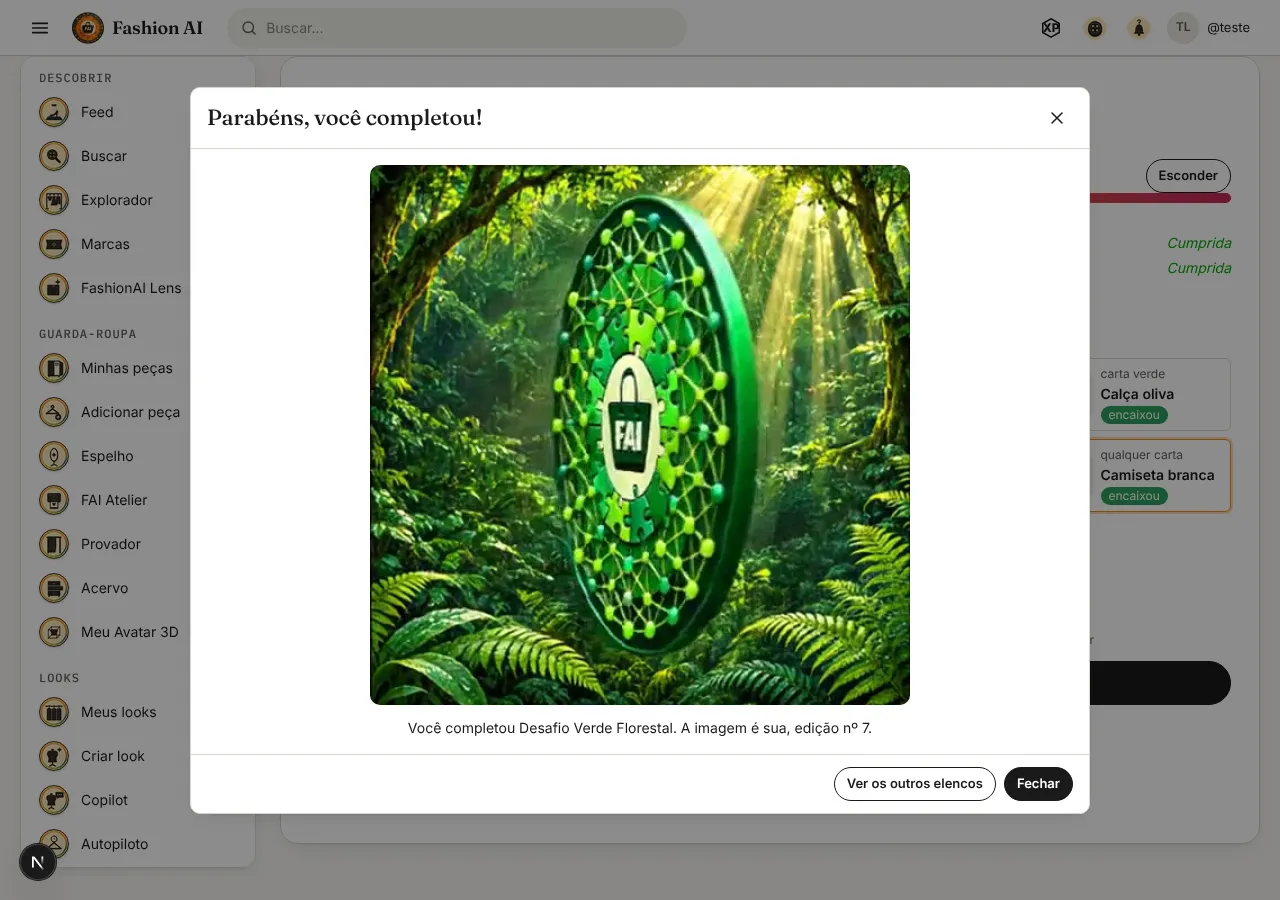 Fashion AI
Buscar...
XP
TL
@teste
DESCOBRIR
Feed
Buscar
Explorador
Marcas
FashionAI Lens
GUARDA-ROUPA
Minhas peças
Adicionar peça
Espelho
FAI Atelier
Provador
Acervo
Meu Avatar 3D
LOOKS
Meus looks
Criar look
Copilot
Autopiloto
N
Parabéns, você completou!
FAI
Você completou Desafio Verde Florestal. A imagem é sua, edição nº 7.
Ver os outros elencos
Fechar
Esconder
Cumprida
Cumprida
carta verde
Calça oliva
encaixou
qualquer carta
Camiseta branca
encaixou